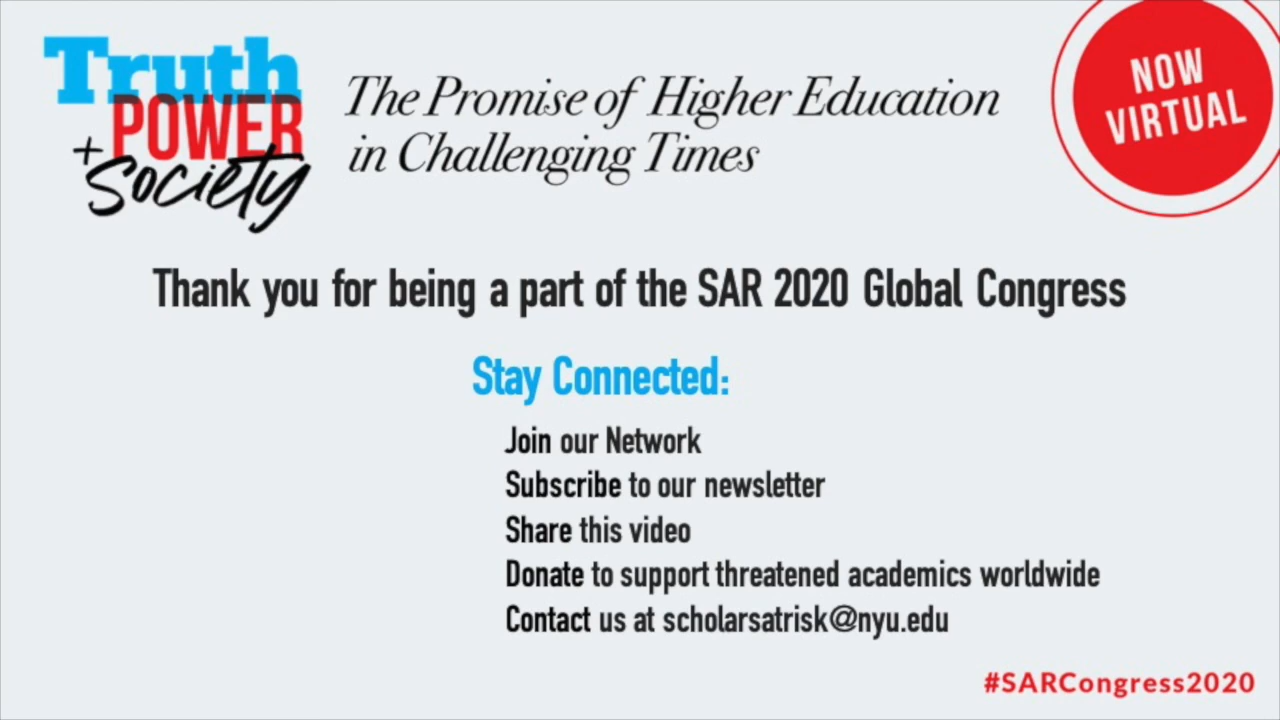 Truth
POWER
+ Society
The Promise of Higher Education
in Challenging Times
NOW
VIRTUAL
Thank you for being a part of the SAR 2020 Global Congress
Stay Connected:
Join our Network
Subscribe to our newsletter
Share this video
Donate to support threatened academics worldwide
Contact us at scholarsatrisk@nyu.edu
#SARCongress2020